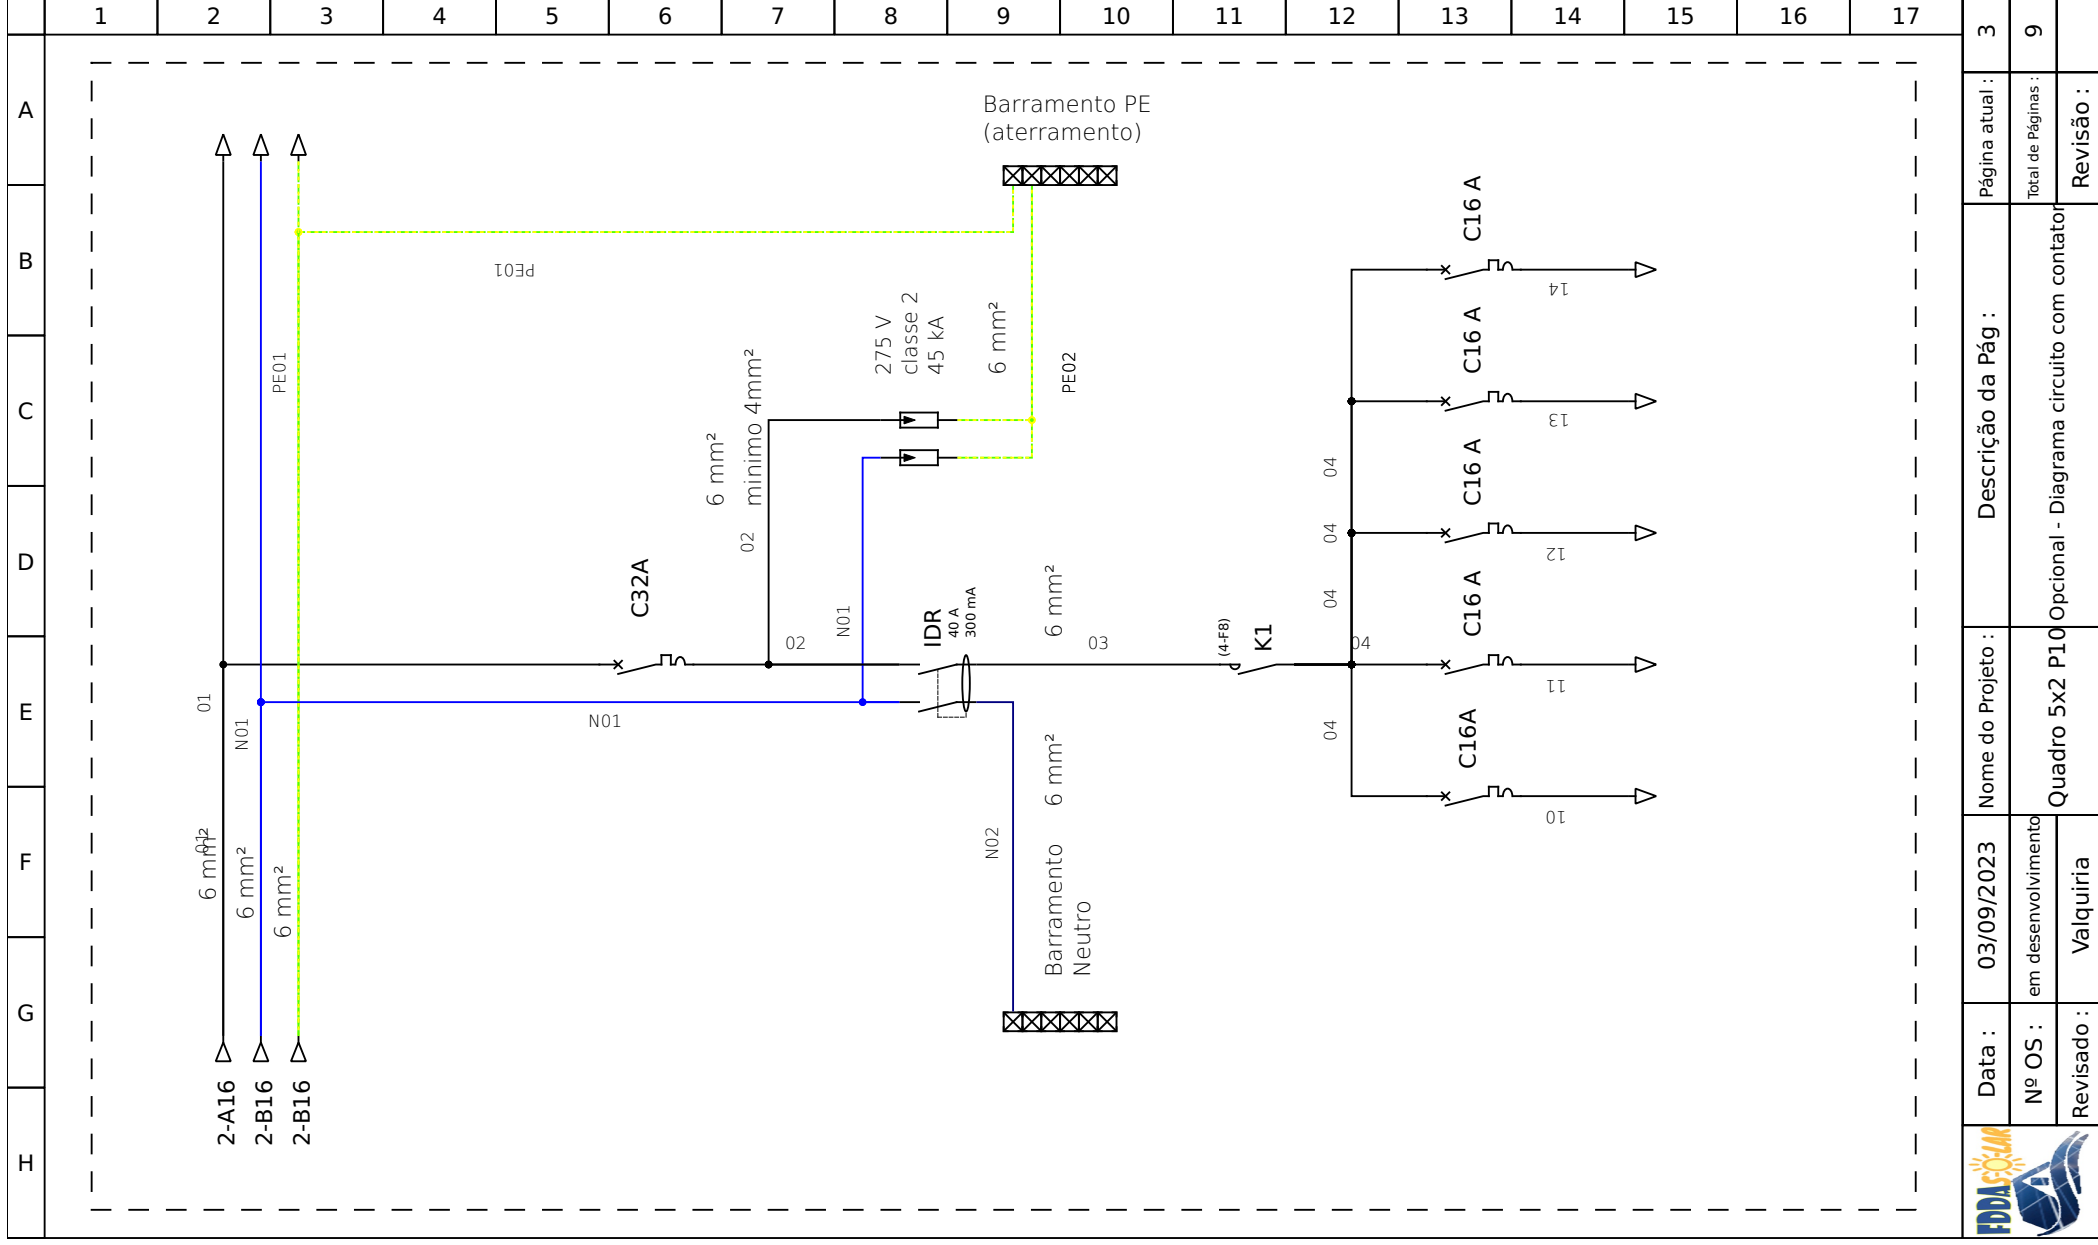 1 2 3 4 5 6 7 8 9 10 11 12 13 14 15 16 17
A
B
C
D
E
F
G
H
Barramento PE
(aterramento)
PE01
PE01
275 V
classe 2
45 kA
6 mm²
PE02
6 mm²
minimo 4mm²
02
C32A
02
N01
IDR
40 A
300 mA
6 mm²
03
(4-F8)
K1
04
04
04
04
04
C16 A
14
C16 A
13
C16 A
12
C16 A
11
C16A
10
01
N01
N01
01
6 mm²
6 mm²
6 mm²
6 mm²
N02
Barramento
Neutro
2-A16
2-B16
2-B16
Página atual :
3
Total de Páginas :
9
Revisão :
Descrição da Pág :
Opcional - Diagrama circuito com contator
Nome do Projeto :
Quadro 5x2 P10
Data :
03/09/2023
Nº OS :
em desenvolvimento
Revisado :
Valquiria
FDDA SOLAR